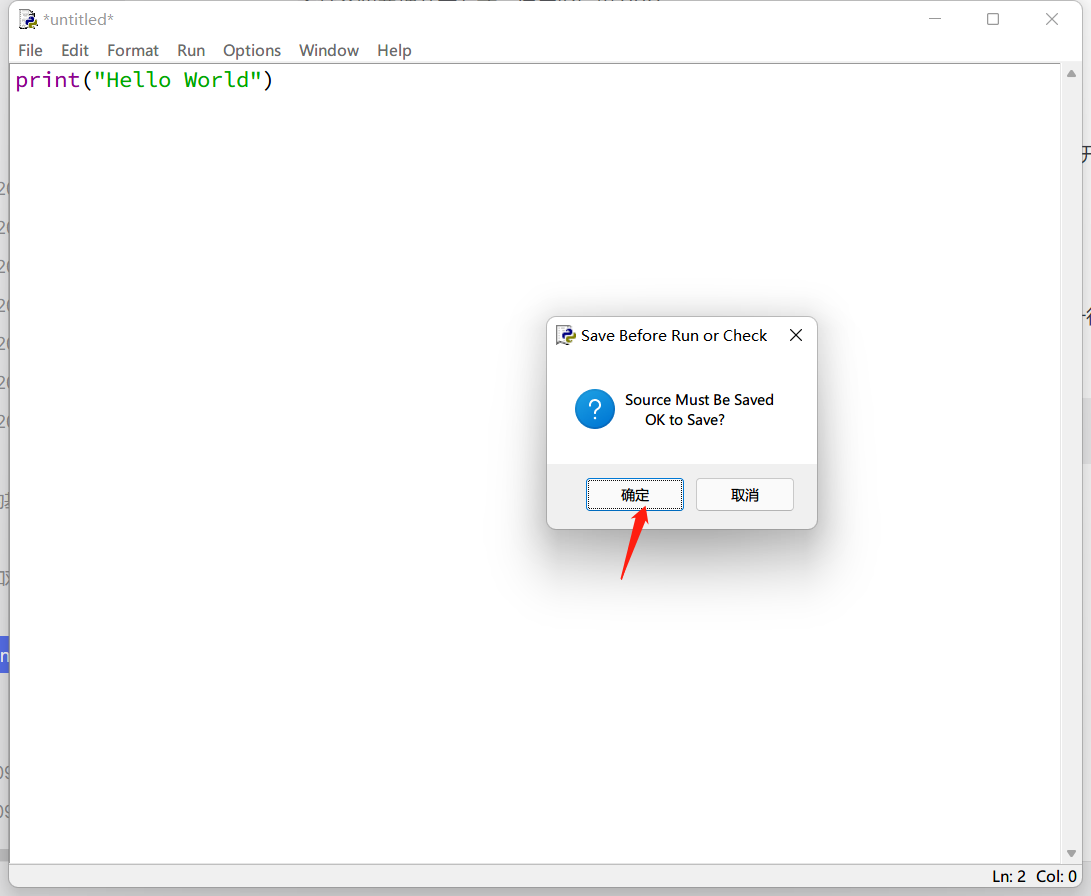 *untitled*
File Edit Format Run Options Window Help
print("Hello World")
Save Before Run or Check
Source Must Be Saved
OK to Save?
确定 取消
Ln: 2 Col: 0